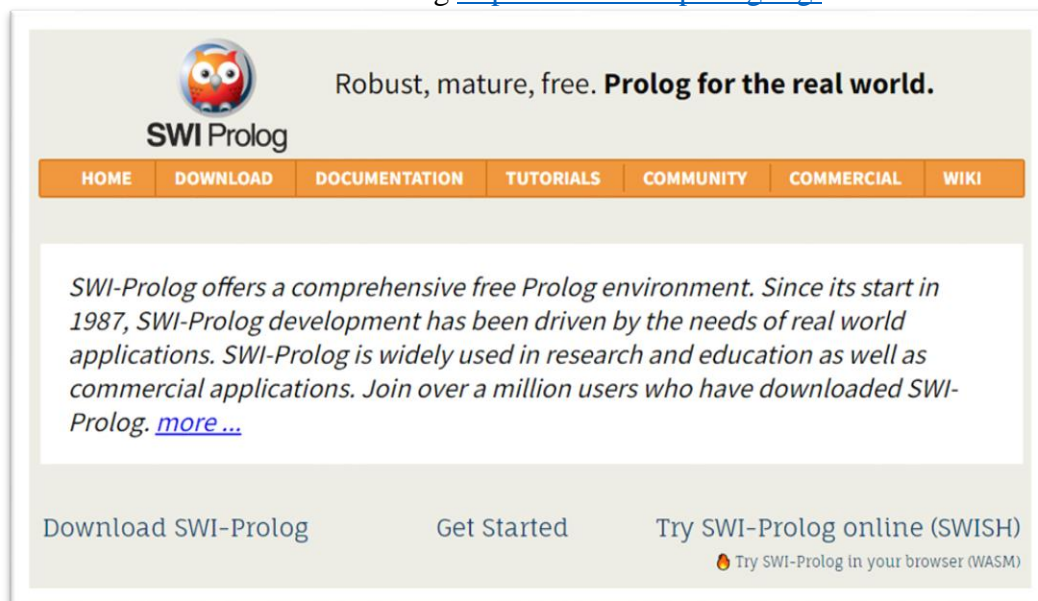 SWI Prolog
Robust, mature, free. Prolog for the real world.
HOME DOWNLOAD DOCUMENTATION TUTORIALS COMMUNITY COMMERCIAL WIKI
SWI-Prolog offers a comprehensive free Prolog environment. Since its start in
1987, SWI-Prolog development has been driven by the needs of real world
applications. SWI-Prolog is widely used in research and education as well as
commercial applications. Join over a million users who have downloaded SWI-
Prolog. more ...
Download SWI-Prolog Get Started Try SWI-Prolog online (SWISH)
Try SWI-Prolog in your browser (WASM)